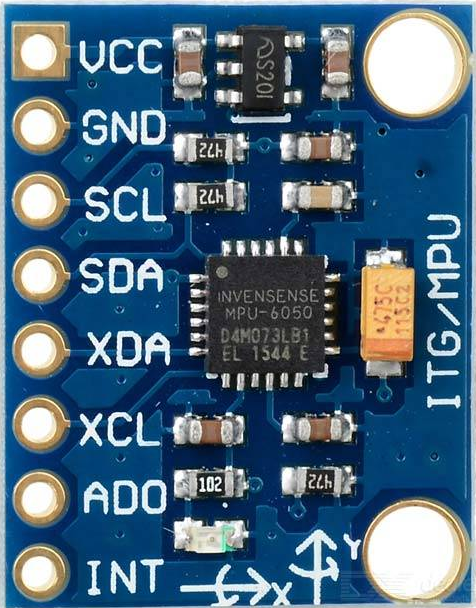 VCC
S20I
GND
472
SCL
472
SDA
INVENSENSE
MPU-6050
D4M073LB1
EL 1544 E
475C
115C2
ITG/MPU
XDA
XCL
ADO
102
472
INT
X
Y